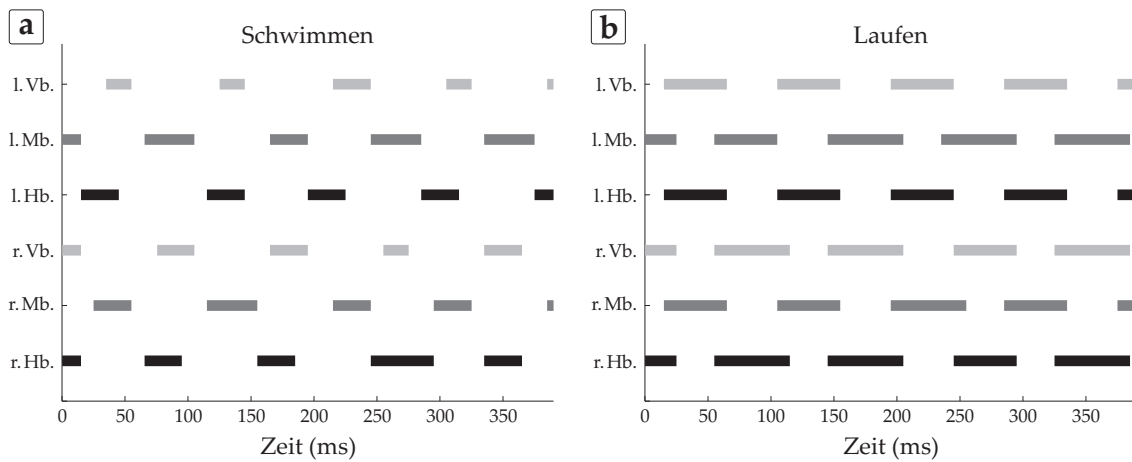 a
Schwimmen
l. Vb.
l. Mb.
l. Hb.
r. Vb.
r. Mb.
r. Hb.
0 50 100 150 200 250 300 350
Zeit (ms)
b
Laufen
l. Vb.
l. Mb.
l. Hb.
r. Vb.
r. Mb.
r. Hb.
0 50 100 150 200 250 300 350
Zeit (ms)